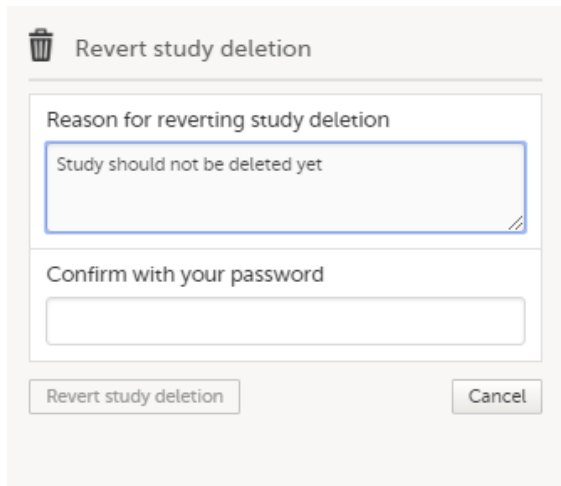 Revert study deletion
Reason for reverting study deletion
Study should not be deleted yet
Confirm with your password
Revert study deletion
Cancel